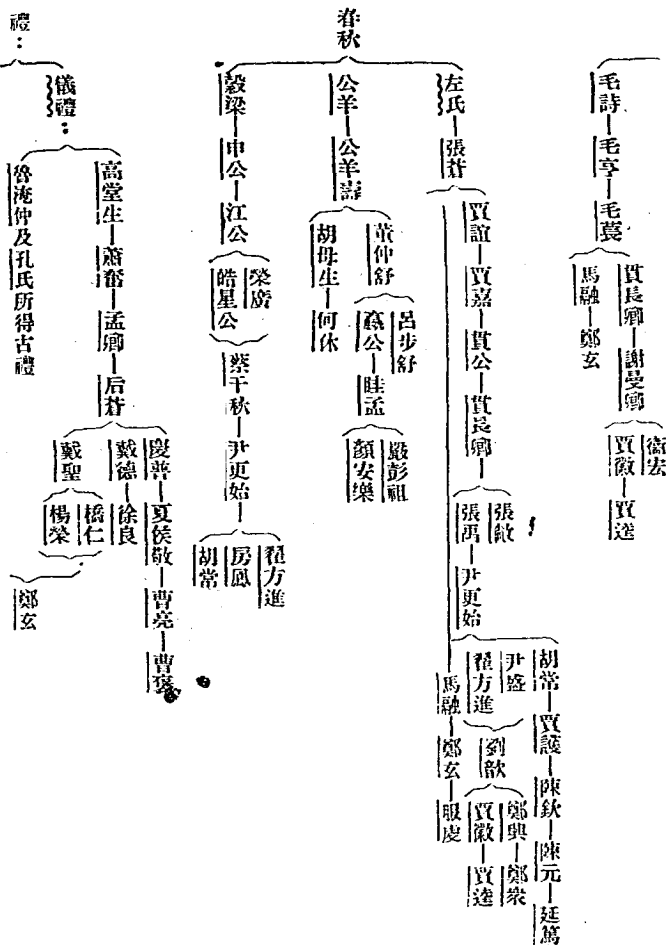 毛詩—毛亨—毛萇
貫長卿—謝曼卿
衞宏
賈徽—賈逵
馬融—鄭玄
春秋
左氏—張蒼
賈誼—賈嘉—貫公—貫長卿—
張敞
張禹—尹更始
胡常—賈護—陳欽—陳元—延篤
尹盛
翟方進
劉歆
鄭興—鄭衆
賈徽—賈逵
馬融—鄭玄—服虔
公羊—公羊壽
董仲舒
呂步舒
嬴公—眭孟
嚴彭祖
顏安樂
胡母生—何休
穀梁—申公—江公
榮廣
皓星公
蔡千秋—尹更始—
翟方進
房鳳
胡常
禮：
儀禮：
高堂生—蕭奮—孟卿—后蒼
慶普—夏侯敬—曹亮—曹褒
戴德—徐良
戴聖
橋仁
楊榮
鄭玄
魯淹仲及孔氏所得古禮